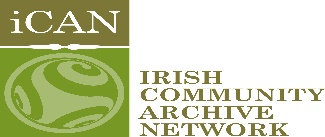 iCAN
IRISH
COMMUNITY
ARCHIVE
NETWORK